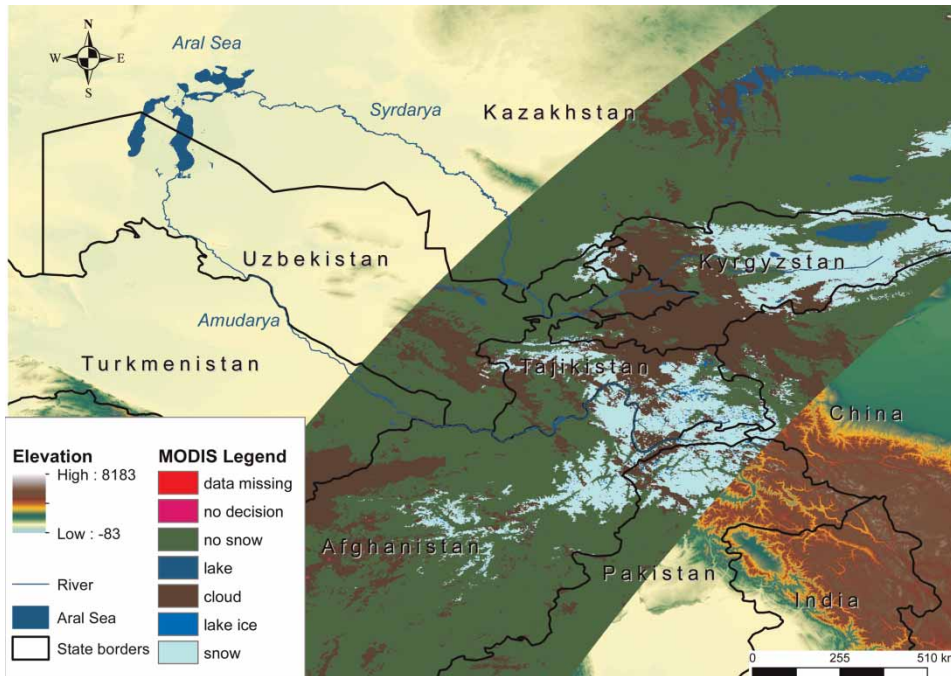 N
W E
S
Aral Sea
Syrdarya
Kazakhstan
Uzbekistan
Kyrgyzstan
Amudarya
Turkmenistan
Tajikistan
China
Afghanistan
Pakistan
India
Elevation
High : 8183
Low : -83
River
Aral Sea
State borders
MODIS Legend
data missing
no decision
no snow
lake
cloud
lake ice
snow
0 255 510 km